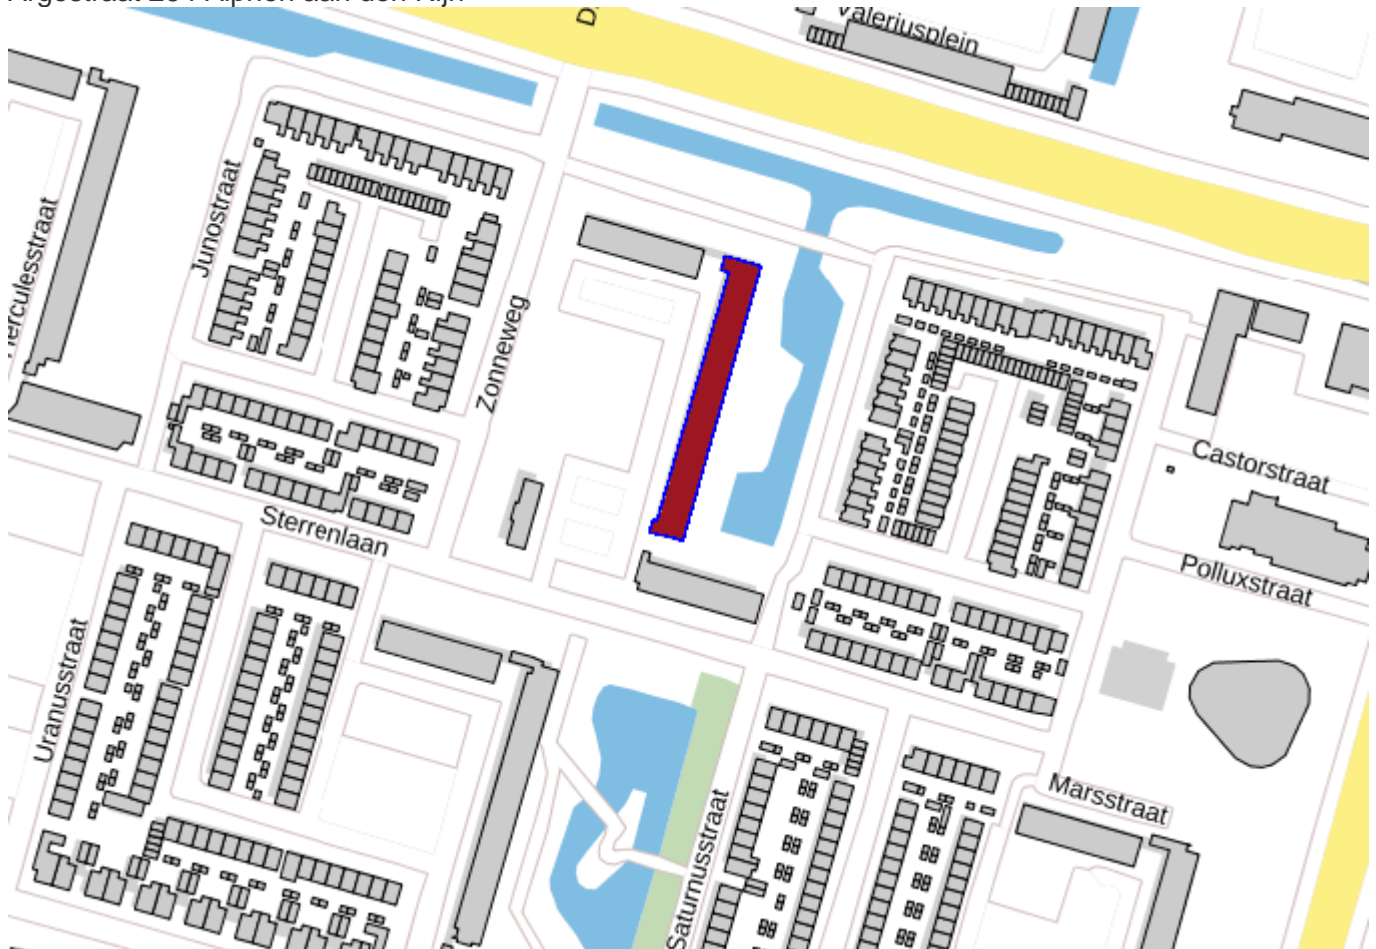 Valeriusplein
Junostraat
Herculesstraat
Zonneweg
Castorstraat
Sterrenlaan
Polluxstraat
Uranusstraat
Marsstraat
Saturnusstraat